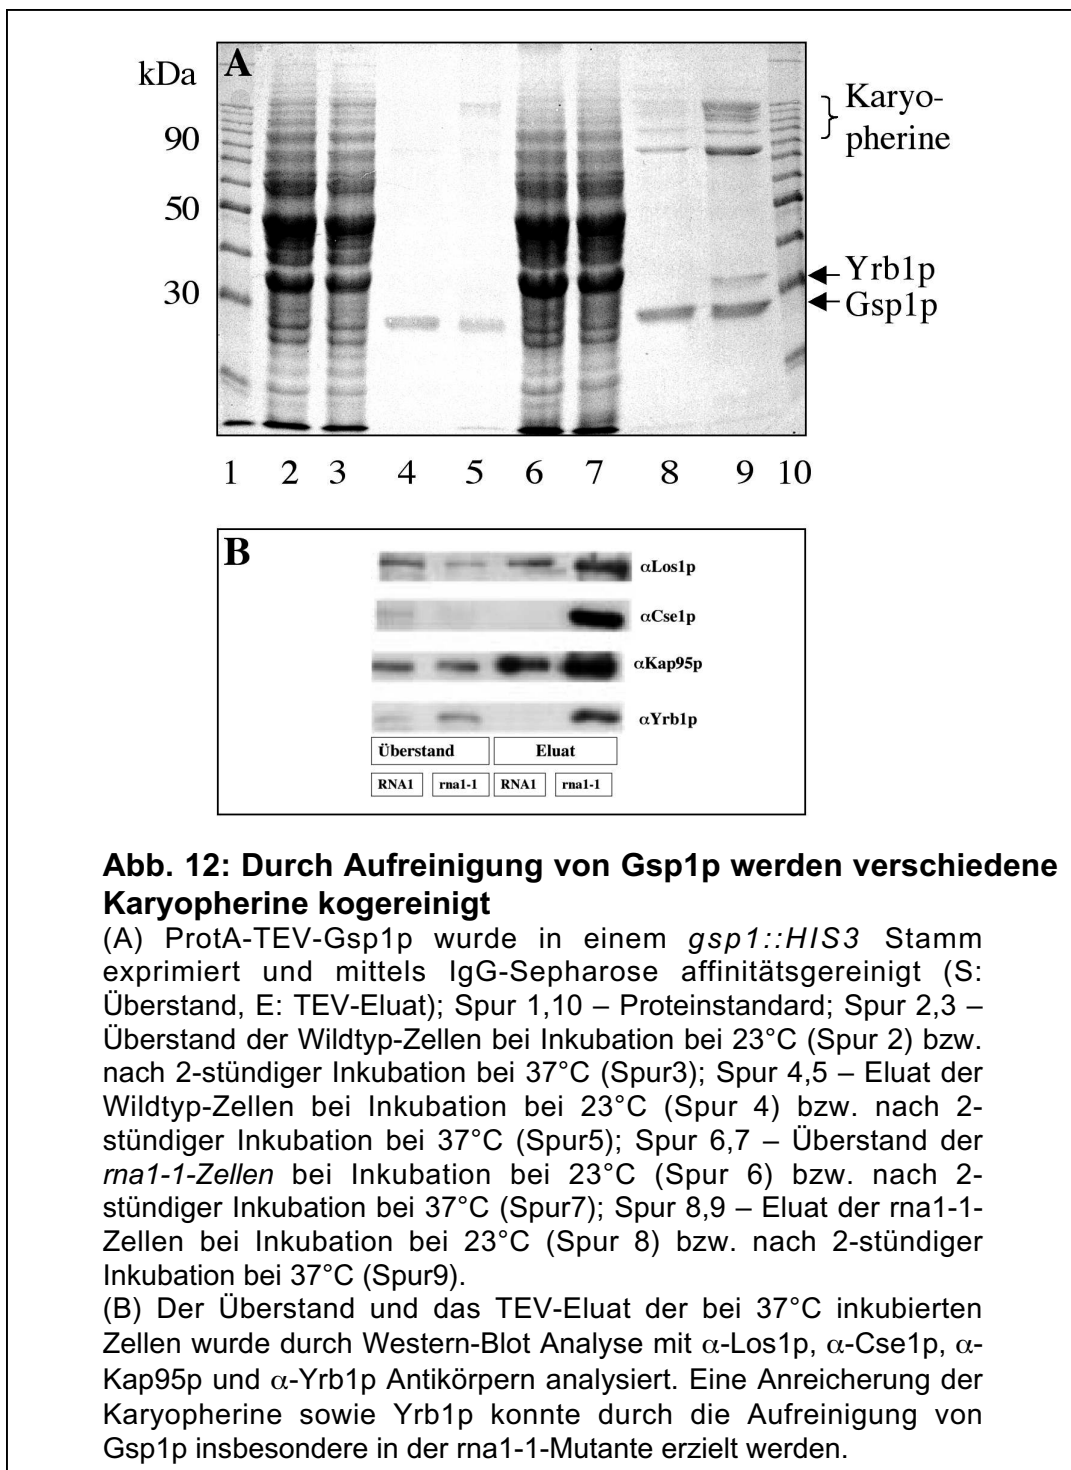 A
kDa
90
50
30
Karyo-
pherine
Yrb1p
Gsp1p
1 2 3 4 5 6 7 8 9 10
B
αLos1p
αCse1p
αKap95p
αYrb1p
Überstand Eluat
RNA1 rna1-1 RNA1 rna1-1
Abb. 12: Durch Aufreinigung von Gsp1p werden verschiedene
Karyopherine kogereinigt
(A) ProtA-TEV-Gsp1p wurde in einem gsp1::HIS3 Stamm
exprimiert und mittels IgG-Sepharose affinitätsgereinigt (S:
Überstand, E: TEV-Eluat); Spur 1,10 – Proteinstandard; Spur 2,3 –
Überstand der Wildtyp-Zellen bei Inkubation bei 23°C (Spur 2) bzw.
nach 2-stündiger Inkubation bei 37°C (Spur3); Spur 4,5 – Eluat der
Wildtyp-Zellen bei Inkubation bei 23°C (Spur 4) bzw. nach 2-
stündiger Inkubation bei 37°C (Spur5); Spur 6,7 – Überstand der
rna1-1-Zellen bei Inkubation bei 23°C (Spur 6) bzw. nach 2-
stündiger Inkubation bei 37°C (Spur7); Spur 8,9 – Eluat der rna1-1-
Zellen bei Inkubation bei 23°C (Spur 8) bzw. nach 2-stündiger
Inkubation bei 37°C (Spur9).
(B) Der Überstand und das TEV-Eluat der bei 37°C inkubierten
Zellen wurde durch Western-Blot Analyse mit α-Los1p, α-Cse1p, α-
Kap95p und α-Yrb1p Antikörpern analysiert. Eine Anreicherung der
Karyopherine sowie Yrb1p konnte durch die Aufreinigung von
Gsp1p insbesondere in der rna1-1-Mutante erzielt werden.